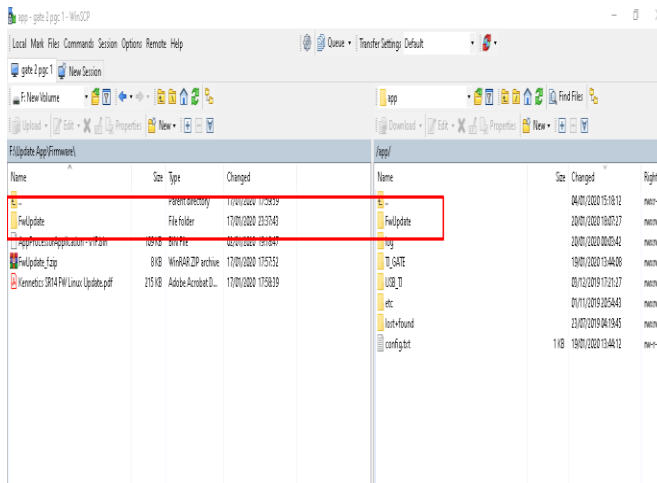 app - gate 2 pgc 1 - WinSCP
Local Mark Files Commands Session Options Remote Help
Queue
Transfer Settings Default
gate 2 pgc 1
New Session
F: New Volume
app
Find Files
Upload
Edit
Properties
New
Download
Edit
Properties
New
F:\Update App\Firmware\
/app/
Name Size Type Changed
Name Size Changed Right
.. Parent directory 17/01/2020 17:59:59
.. 04/01/2020 15:18:12
FwUpdate File folder 17/01/2020 23:37:43
FwUpdate 20/01/2020 18:07:27
AppProcessorApplication - VIF.bin 109 KB BIN File
log 20/01/2020 00:03:42
FwUpdate_f.zip 8 KB WinRAR ZIP archive 17/01/2020 17:57:52
TI_GATE 19/01/2020 13:44:08
Kennetics SR14 FW Linux Update.pdf 215 KB Adobe Acrobat D... 17/01/2020 17:58:39
USB_TI 03/12/2019 17:21:27
etc 01/11/2019 20:54:43
lost+found 23/07/2019 04:19:45
config.txt 1 KB 19/01/2020 13:44:12